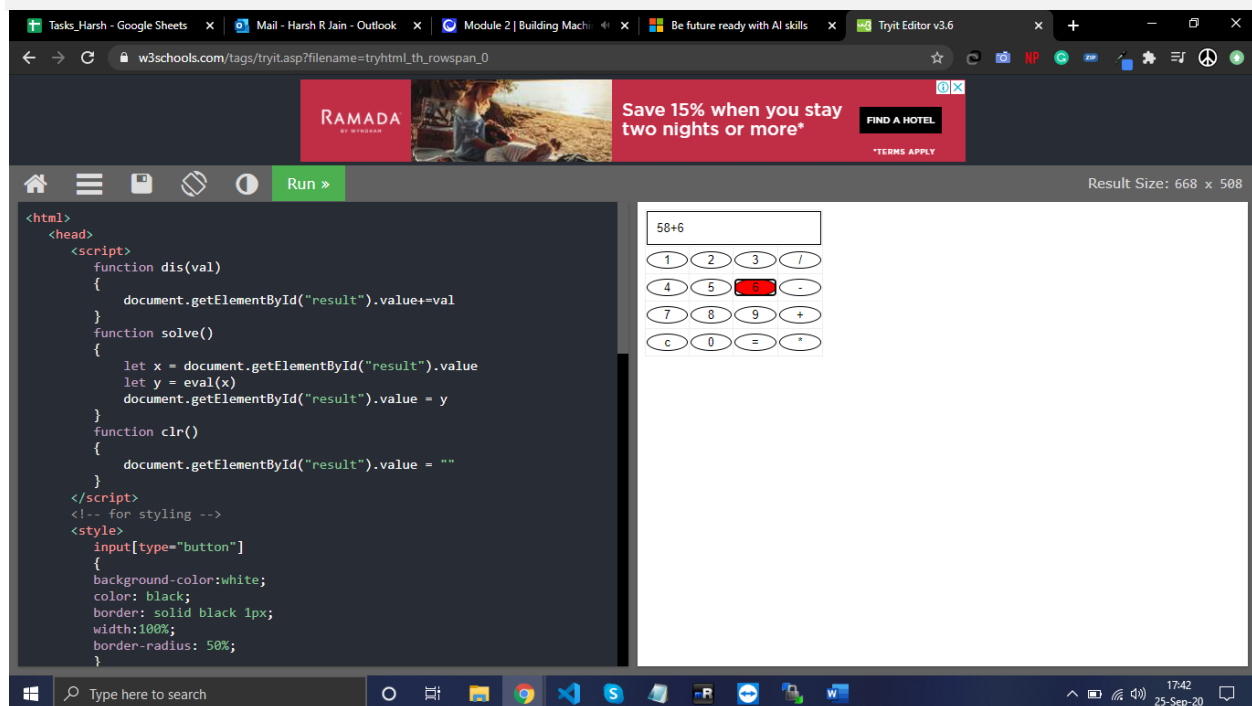 Tasks_Harsh - Google Sheets
Mail - Harsh R Jain - Outlook
Module 2 | Building Machi
Be future ready with AI skills
Tryit Editor v3.6
w3schools.com/tags/tryit.asp?filename=tryhtml_th_rowspan_0
RAMADA
BY WYNDHAM
Save 15% when you stay
two nights or more*
FIND A HOTEL
*TERMS APPLY
Run »
Result Size: 668 x 508
<html>
<head>
<script>
function dis(val)
{
document.getElementById("result").value+=val
}
function solve()
{
let x = document.getElementById("result").value
let y = eval(x)
document.getElementById("result").value = y
}
function clr()
{
document.getElementById("result").value = ""
}
</script>
<!-- for styling -->
<style>
input[type="button"]
{
background-color:white;
color: black;
border: solid black 1px;
width:100%;
border-radius: 50%;
}
58+6
1 2 3 /
4 5 6 -
7 8 9 +
c 0 = *
Type here to search
17:42
25-Sep-20